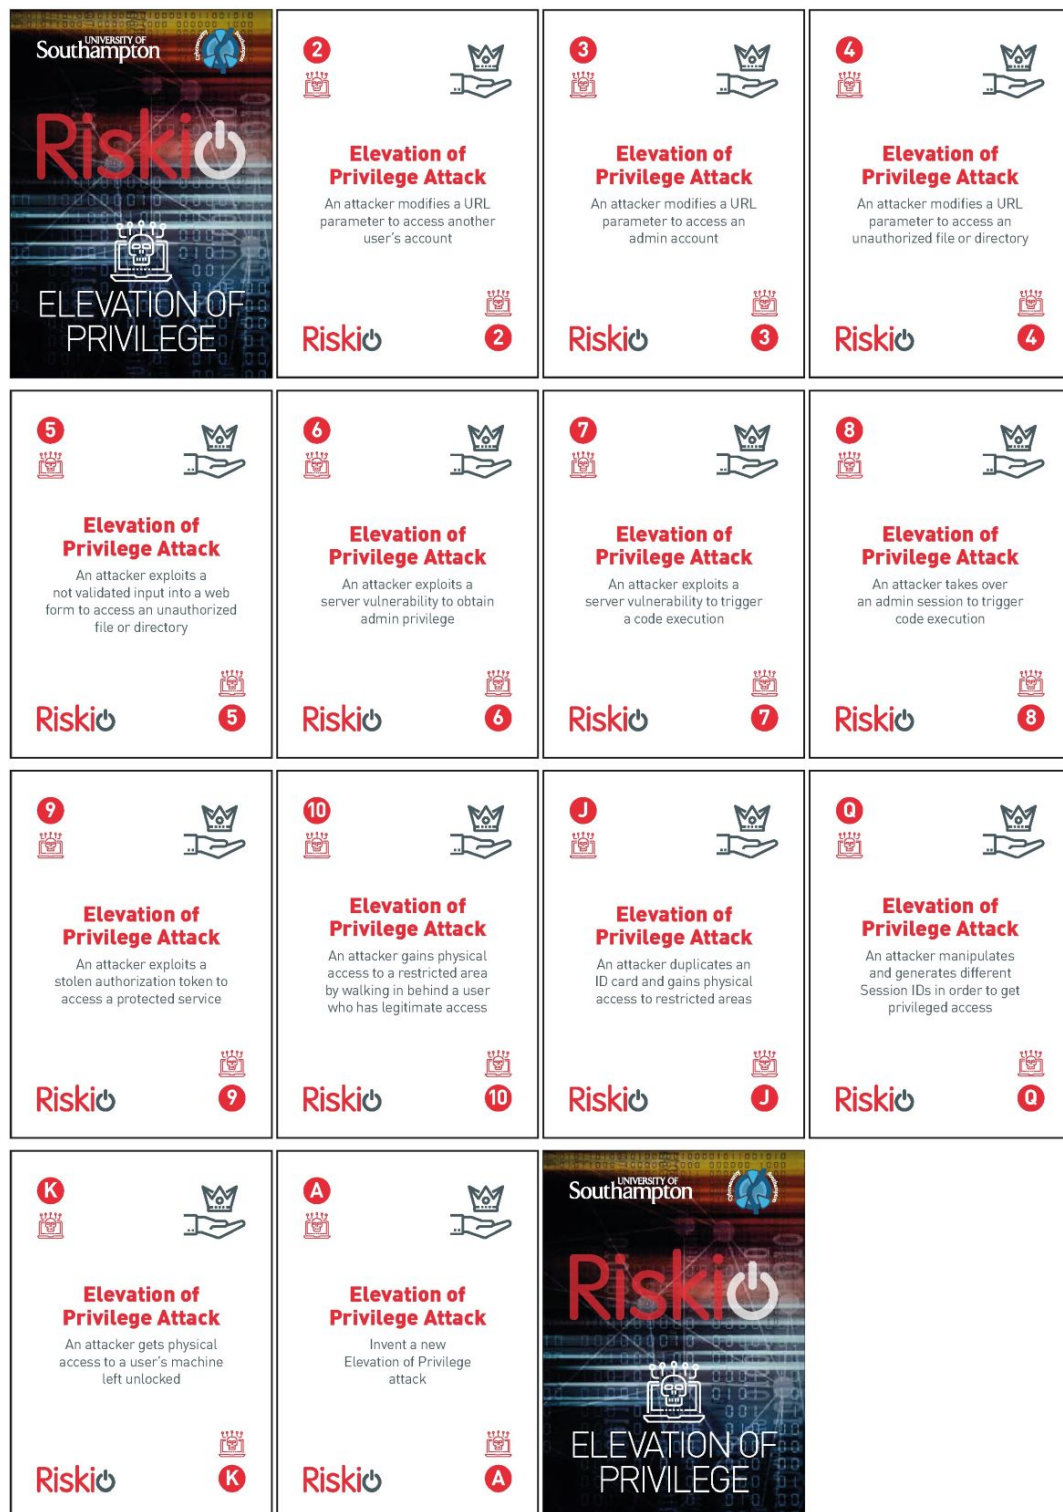 UNIVERSITY OF
Southampton
Riskio
ELEVATION OF
PRIVILEGE
2
Elevation of
Privilege Attack
An attacker modifies a URL
parameter to access another
user's account
Riskio
2
3
Elevation of
Privilege Attack
An attacker modifies a URL
parameter to access an
admin account
Riskio
3
4
Elevation of
Privilege Attack
An attacker modifies a URL
parameter to access an
unauthorized file or directory
Riskio
4
5
Elevation of
Privilege Attack
An attacker exploits a
not validated input into a web
form to access an unauthorized
file or directory
Riskio
5
6
Elevation of
Privilege Attack
An attacker exploits a
server vulnerability to obtain
admin privilege
Riskio
6
7
Elevation of
Privilege Attack
An attacker exploits a
server vulnerability to trigger
a code execution
Riskio
7
8
Elevation of
Privilege Attack
An attacker takes over
an admin session to trigger
code execution
Riskio
8
9
Elevation of
Privilege Attack
An attacker exploits a
stolen authorization token to
access a protected service
Riskio
9
10
Elevation of
Privilege Attack
An attacker gains physical
access to a restricted area
by walking in behind a user
who has legitimate access
Riskio
10
J
Elevation of
Privilege Attack
An attacker duplicates an
ID card and gains physical
access to restricted areas
Riskio
J
Q
Elevation of
Privilege Attack
An attacker manipulates
and generates different
Session IDs in order to get
privileged access
Riskio
Q
K
Elevation of
Privilege Attack
An attacker gets physical
access to a user's machine
left unlocked
Riskio
K
A
Elevation of
Privilege Attack
Invent a new
Elevation of Privilege
attack
Riskio
A
UNIVERSITY OF
Southampton
Riskio
ELEVATION OF
PRIVILEGE